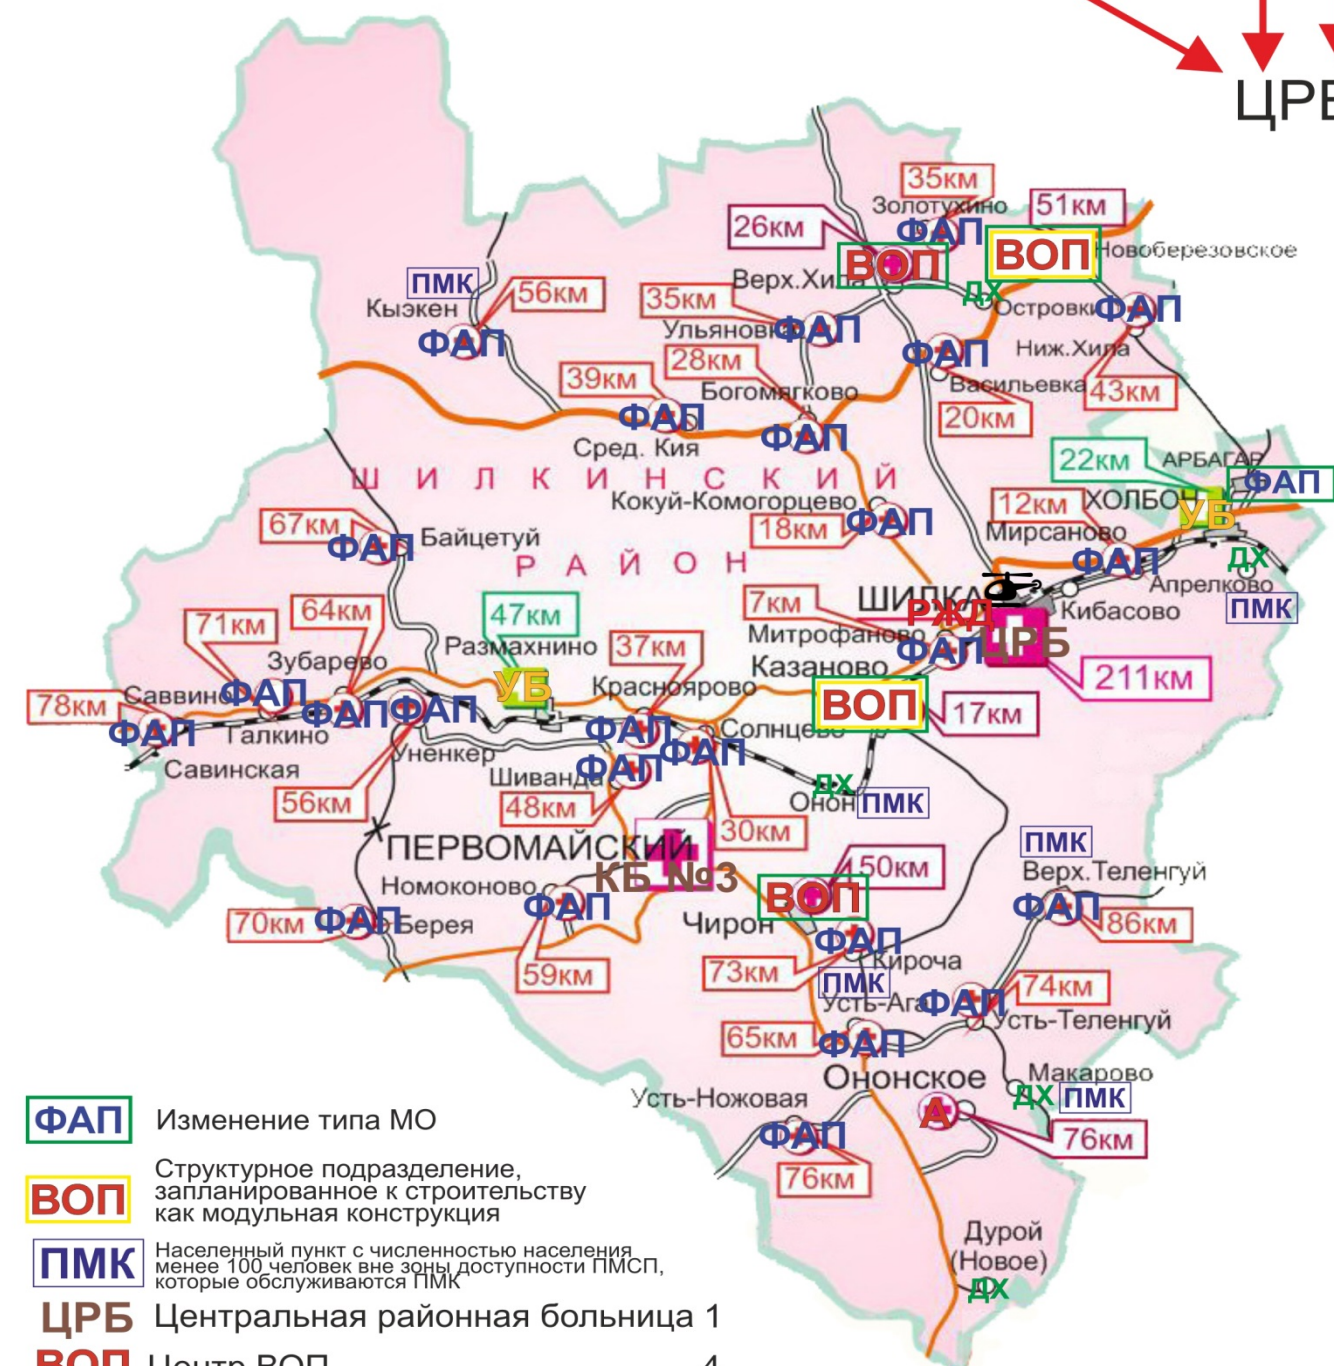 ЦРБ
35км
Золотухино
ФАП
51км
26км
ВОП
ВОП
Новоберезовское
Верх.Хила
ДХ
Островки
ФАП
ПМК
Кыэкен
56км
ФАП
35км
Ульяновка
ФАП
Ниж.Хила
43км
28км
Богомягково
ФАП
ФАП
Васильевка
20км
39км
ФАП
Сред. Кия
22км
АРБАГАР
ФАП
ШИЛКИНСКИЙ
Кокуй-Комогорцево
18км
ФАП
12км
ХОЛБОН
УБ
Мирсаново
ФАП
ДХ
Апрелково
ПМК
67км
ФАП
Байцетуй
РАЙОН
7км
ШИЛКА
РЖД
Кибасово
Митрофаново
ФАП
ЦРБ
71км
64км
47км
Размахнино
37км
Казаново
211км
Зубарево
УБ
Красноярово
ВОП
17км
78км
Саввино
ФАП
ФАП
ФАП
ФАП
Галкино
ФАП
Солнцево
ФАП
Савинская
Уненкер
Шиванда
ФАП
ДХ
Онон
ПМК
56км
48км
30км
ПМК
ПЕРВОМАЙСКИЙ
КБ №3
50км
Верх.Теленгуй
Номоконово
ФАП
ВОП
ФАП
86км
70км
ФАП
Берея
Чирон
ФАП
59км
73км
Кироча
ПМК
74км
Усть-Ага
ФАП
Усть-Теленгуй
65км
ФАП
Ононское
Макарово
Усть-Ножовая
А
ДХ
ПМК
ФАП
76км
76км
Дурой
(Новое)
ДХ
ФАП Изменение типа МО
ВОП Структурное подразделение,
запланированное к строительству
как модульная конструкция
ПМК Населенный пункт с численностью населения
менее 100 человек вне зоны доступности ПМСП,
которые обслуживаются ПМК
ЦРБ Центральная районная больница 1
ВОП Центр ВОП 4